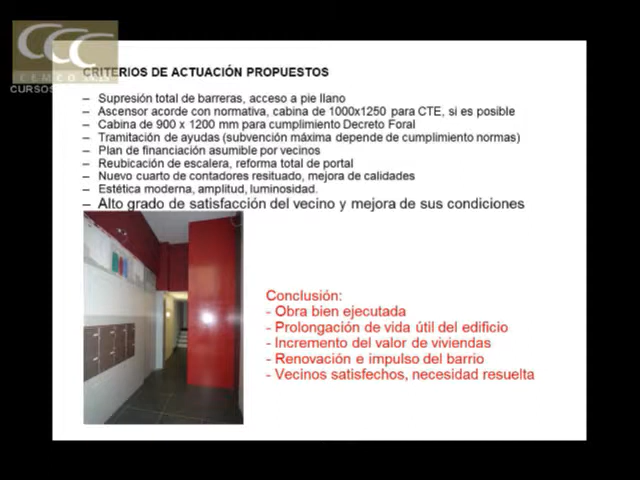 CURSOS
CRITERIOS DE ACTUACIÓN PROPUESTOS
– Supresión total de barreras, acceso a pie llano
– Ascensor acorde con normativa, cabina de 1000x1250 para CTE, si es posible
– Cabina de 900 x 1200 mm para cumplimiento Decreto Foral
– Tramitación de ayudas (subvención máxima depende de cumplimiento normas)
– Plan de financiación asumible por vecinos
– Reubicación de escalera, reforma total de portal
– Nuevo cuarto de contadores resituado, mejora de calidades
– Estética moderna, amplitud, luminosidad.
– Alto grado de satisfacción del vecino y mejora de sus condiciones
Conclusión:
- Obra bien ejecutada
- Prolongación de vida útil del edificio
- Incremento del valor de viviendas
- Renovación e impulso del barrio
- Vecinos satisfechos, necesidad resuelta